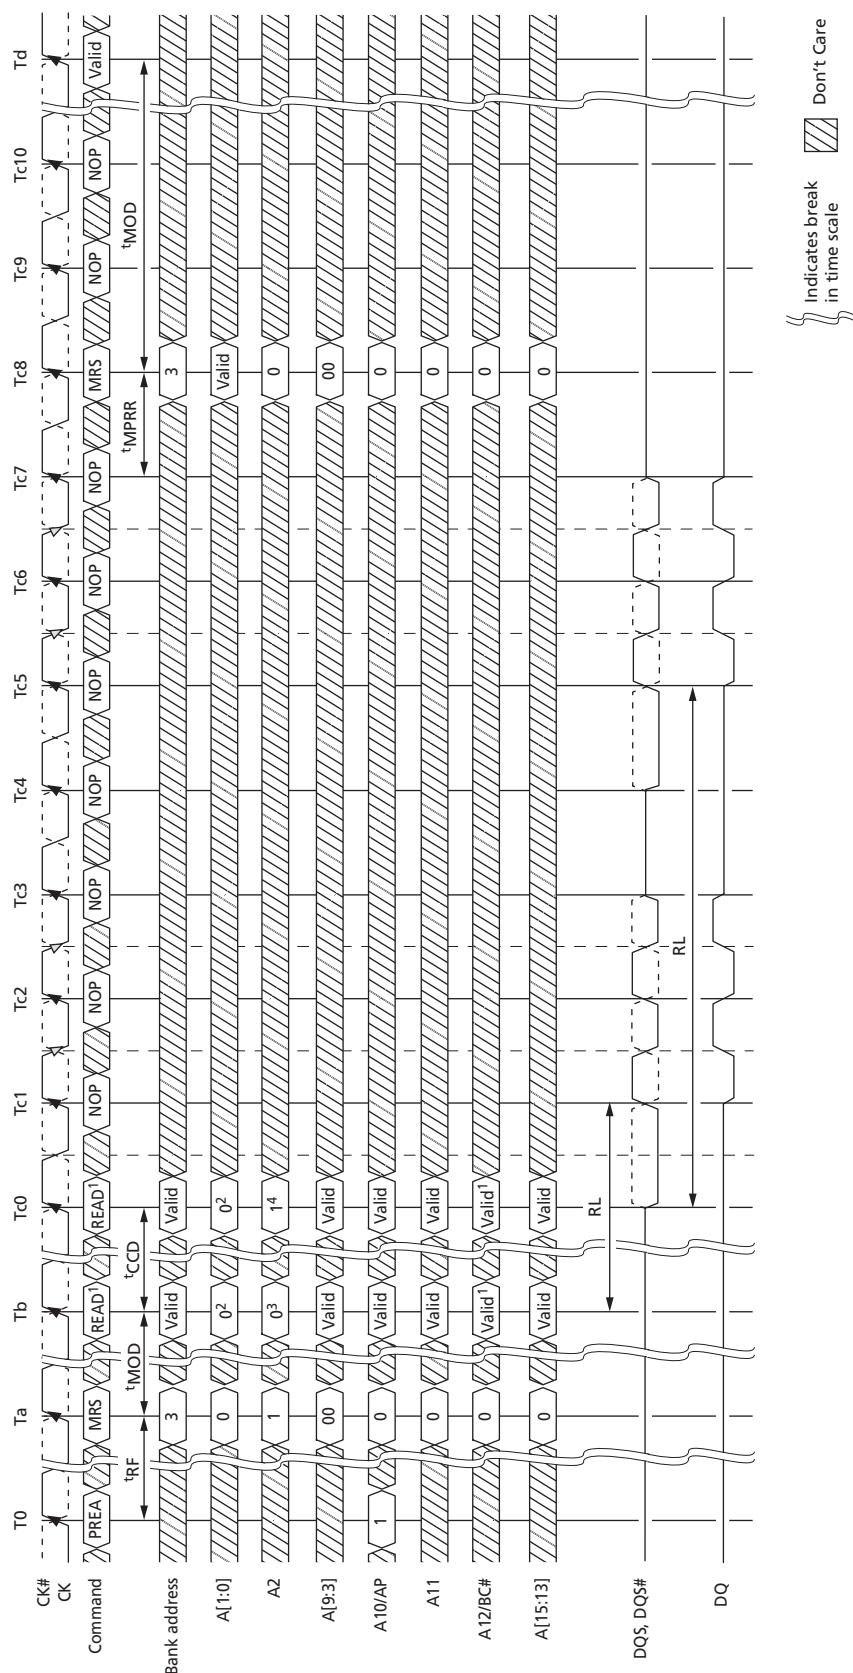 T0 Ta Tb Tc0 Tc1 Tc2 Tc3 Tc4 Tc5 Tc6 Tc7 Tc8 Tc9 Tc10 Td
CK#
CK
Command PREA MRS READ1 READ1 NOP NOP NOP NOP NOP NOP NOP MRS NOP NOP Valid
tRF tMOD tCCD tMPRR tMOD
Bank address 3 Valid Valid 3
A[1:0] 0 02 02 Valid
A2 1 03 14 0
A[9:3] 00 Valid Valid 00
A10/AP 1 0 Valid Valid 0
A11 0 Valid Valid 0
A12/BC# 0 Valid1 Valid1 0
A[15:13] 0 Valid Valid 0
RL
DQS, DQS#
RL
DQ
Indicates break
in time scale
Don't Care